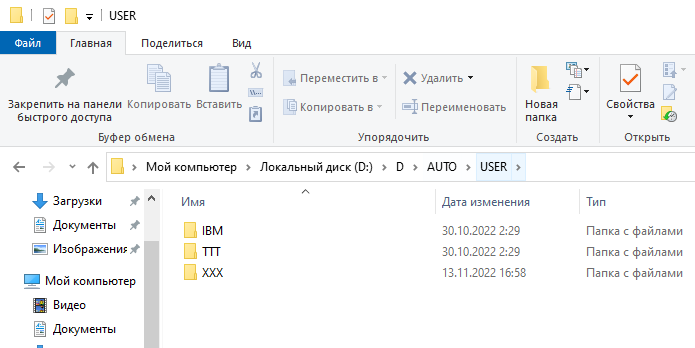 USER
Файл Главная Поделиться Вид
Закрепить на панели быстрого доступа
Копировать
Вставить
Переместить в
Копировать в
Удалить
Переименовать
Новая папка
Свойства
Буфер обмена Упорядочить Создать Открыть
Мой компьютер Локальный диск (D:) D AUTO USER
Имя Дата изменения Тип
Загрузки
Документы
Изображения
Мой компьютер
Видео
Документы
IBM 30.10.2022 2:29 Папка с файлами
TTT 30.10.2022 2:29 Папка с файлами
XXX 13.11.2022 16:58 Папка с файлами